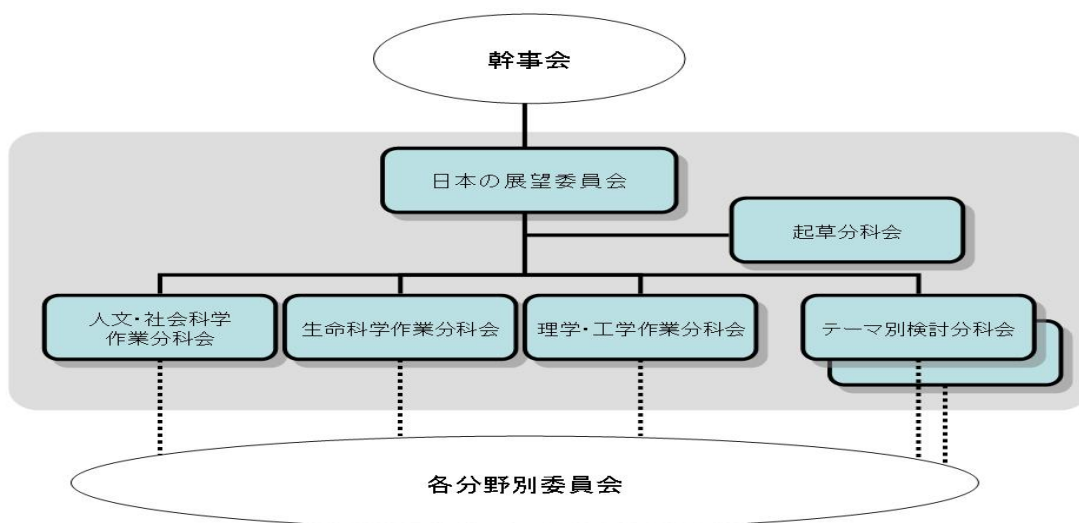 幹事会
日本の展望委員会
起草分科会
人文・社会科学
作業分科会
生命科学作業分科会
理学・工学作業分科会
テーマ別検討分科会
各分野別委員会